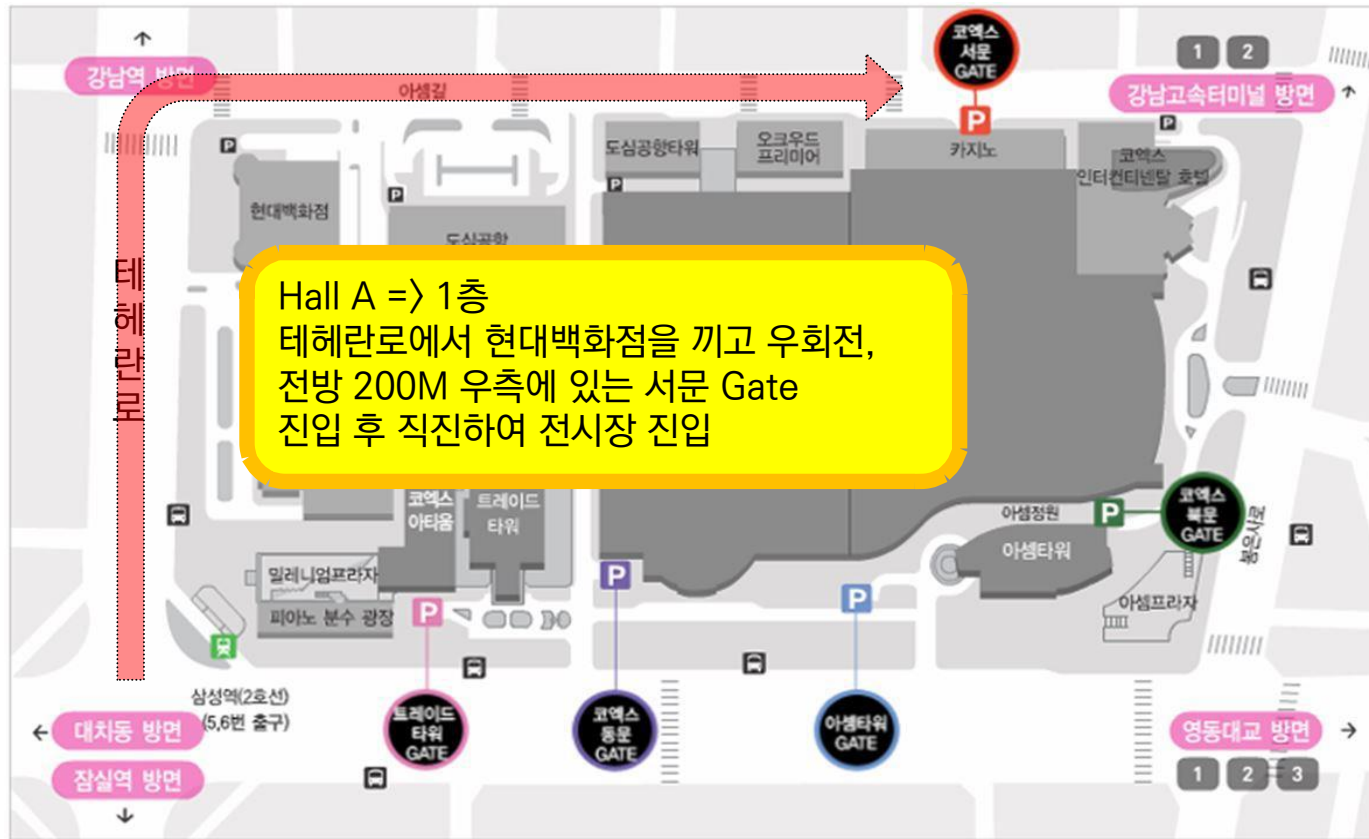 코엑스
서문
GATE
1 2
강남역 방면
아셈길
강남고속터미널 방면
P
P
P
도심공항타워
오크우드
프리미어
카지노
코엑스
인터컨티넨탈 호텔
P
P
현대백화점
도심공항
테
헤
란
로
Hall A => 1층
테헤란로에서 현대백화점을 끼고 우회전,
전방 200M 우측에 있는 서문 Gate
진입 후 직진하여 전시장 진입
코엑스
아티움
트레이드
타워
아셈정원
P
코엑스
북문
GATE
봉은사로
아셈타워
밀레니엄프라자
피아노 분수 광장
P
P
P
아셈프라자
삼성역(2호선)
(5,6번 출구)
대치동 방면
잠실역 방면
트레이드
타워
GATE
코엑스
동문
GATE
아셈타워
GATE
영동대교 방면
1 2 3